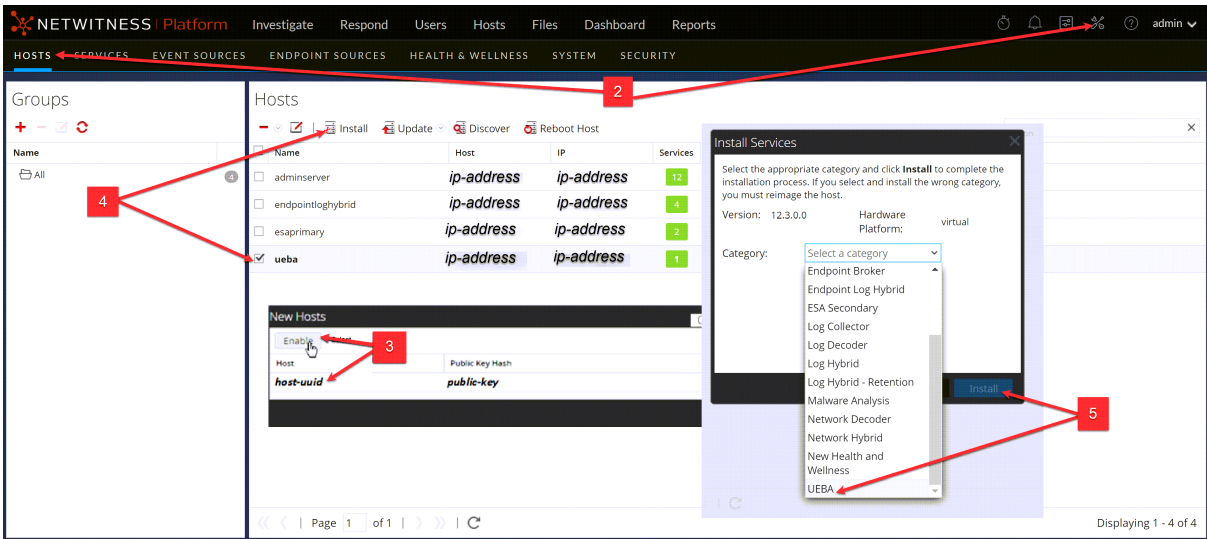 NETWITNESS Platform Investigate Respond Users Hosts Files Dashboard Reports admin
HOSTS SERVICES EVENT SOURCES ENDPOINT SOURCES HEALTH & WELLNESS SYSTEM SECURITY
2
Groups
Name
All 4
4
Hosts
Install Update Discover Reboot Host
Name Host IP Services
adminserver ip-address ip-address 12
endpointloghybrid ip-address ip-address 4
esaprimary ip-address ip-address 2
ueba ip-address ip-address 1
New Hosts
Enable
3
Host Public Key Hash
host-uuid public-key
Install Services
Select the appropriate category and click Install to complete the
installation process. If you select and install the wrong category,
you must reimage the host.
Version: 12.3.0.0 Hardware Platform: virtual
Category: Select a category
Endpoint Broker
Endpoint Log Hybrid
ESA Secondary
Log Collector
Log Decoder
Log Hybrid
Log Hybrid - Retention
Malware Analysis
Network Decoder
Network Hybrid
New Health and
Wellness
UEBA
Install
5
Page 1 of 1
Displaying 1 - 4 of 4